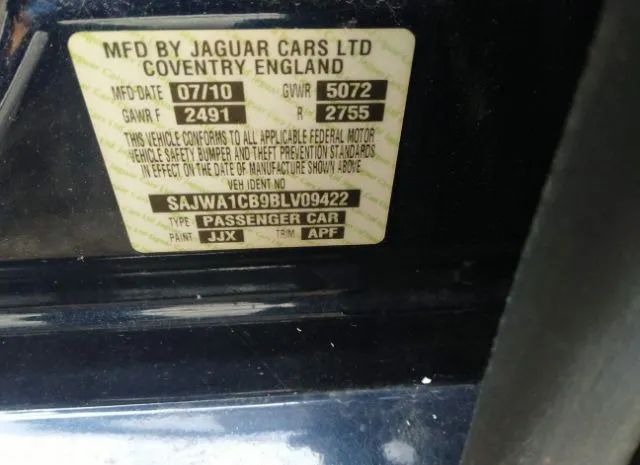 MFD BY JAGUAR CARS LTD
COVENTRY ENGLAND
MFD-DATE 07/10 GVWR 5072
GAWR F 2491 R 2755
THIS VEHICLE CONFORMS TO ALL APPLICABLE FEDERAL MOTOR
VEHICLE SAFETY BUMPER AND THEFT PREVENTION STANDARDS
IN EFFECT ON THE DATE OF MANUFACTURE SHOWN ABOVE
VEH IDENT NO
SAJWA1CB9BLV09422
TYPE PASSENGER CAR
PAINT JJX TRIM APF